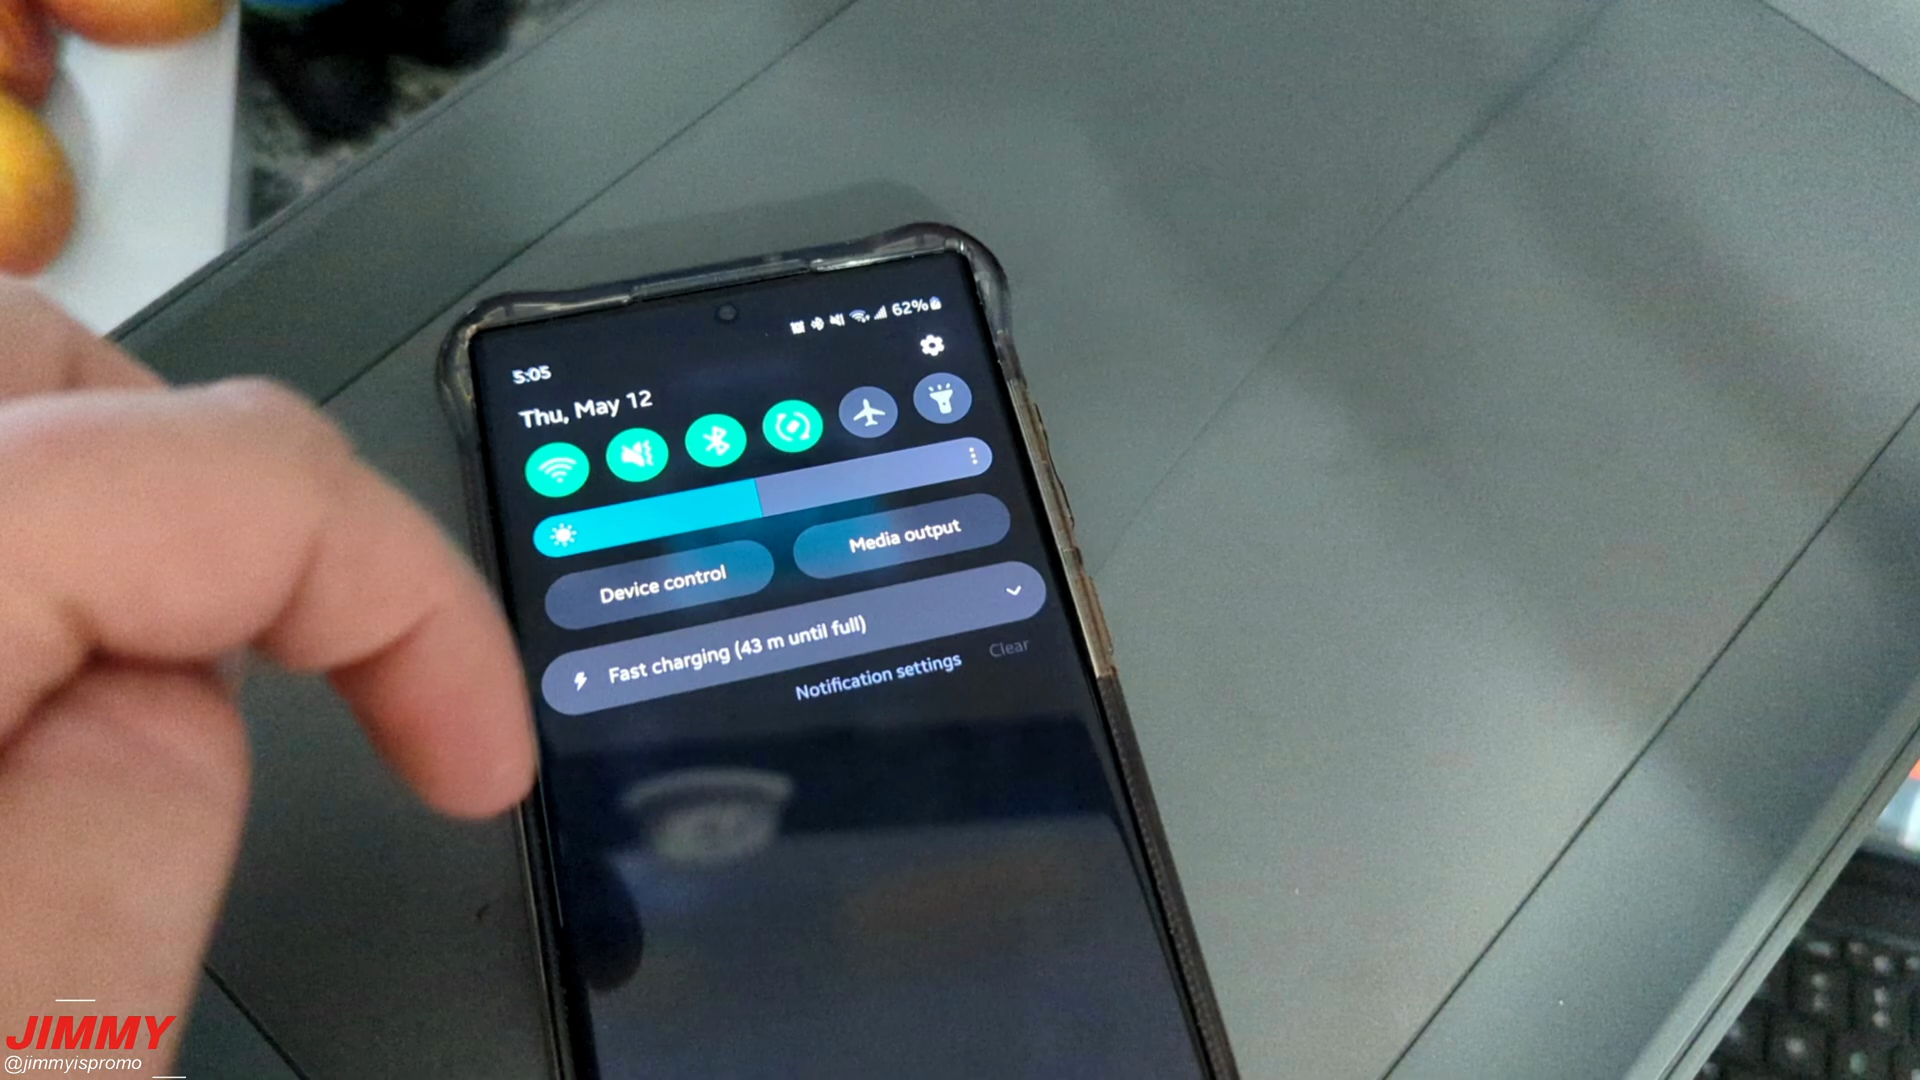 62%
5:05
Thu, May 12
Device control
Media output
Fast charging (43 m until full)
Notification settings
Clear
JIMMY
@jimmyispromo